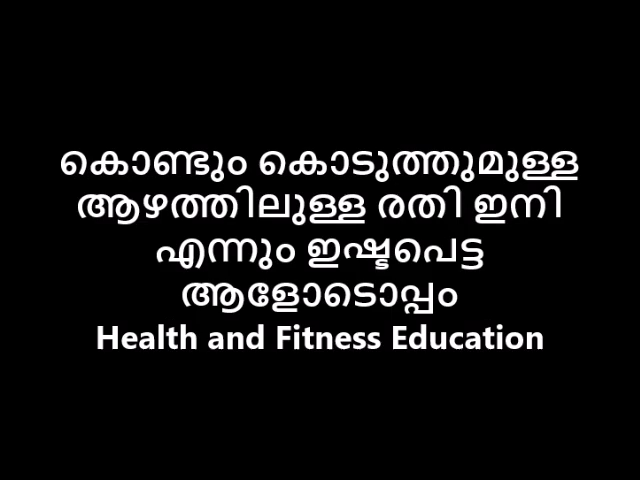 കൊണ്ടും കൊടുത്തുമുള്ള
ആഴത്തിലുള്ള രതി ഇനി
എന്നും ഇഷ്ടപെട്ട
ആളോടൊപ്പം
Health and Fitness Education